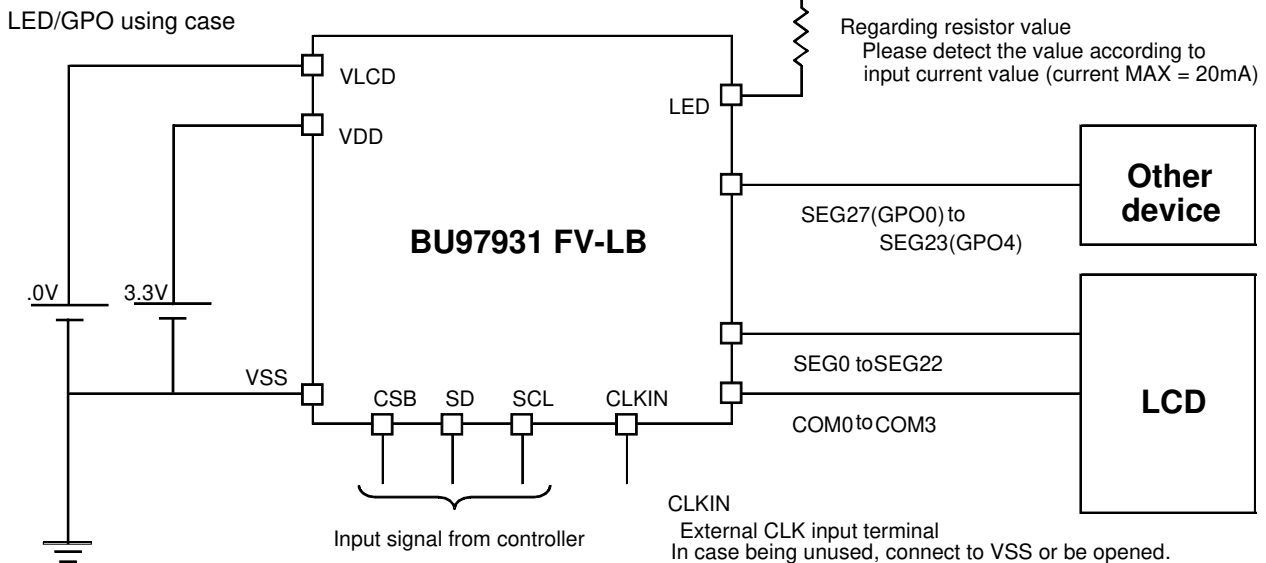 LED/GPO using case
Regarding resistor value
Please detect the value according to
input current value (current MAX = 20mA)
VLCD
LED
VDD
Other
device
SEG27(GPO0) to
SEG23(GPO4)
BU97931 FV-LB
.0V
3.3V
VSS
CSB
SD
SCL
CLKIN
SEG0 toSEG22
COM0 to COM3
LCD
CLKIN
Input signal from controller
External CLK input terminal
In case being unused, connect to VSS or be opened.